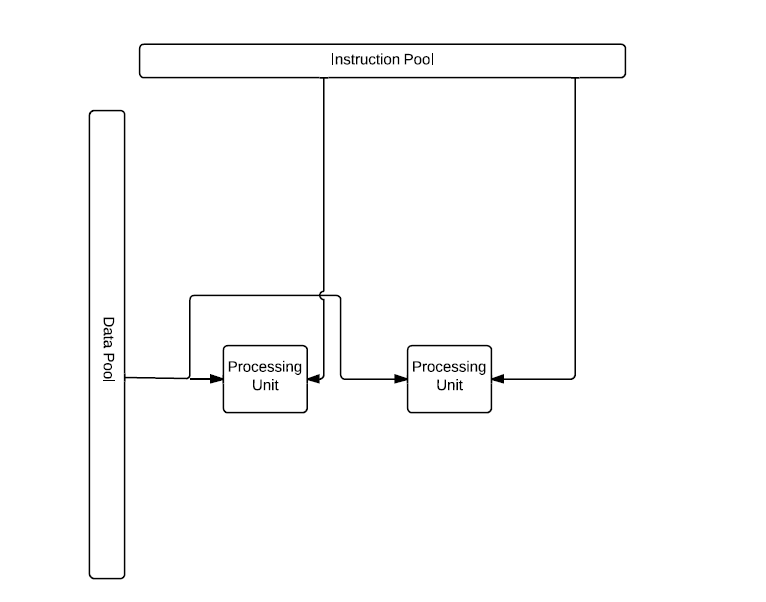 Instruction Pool
Data Pool
Processing
Unit
Processing
Unit